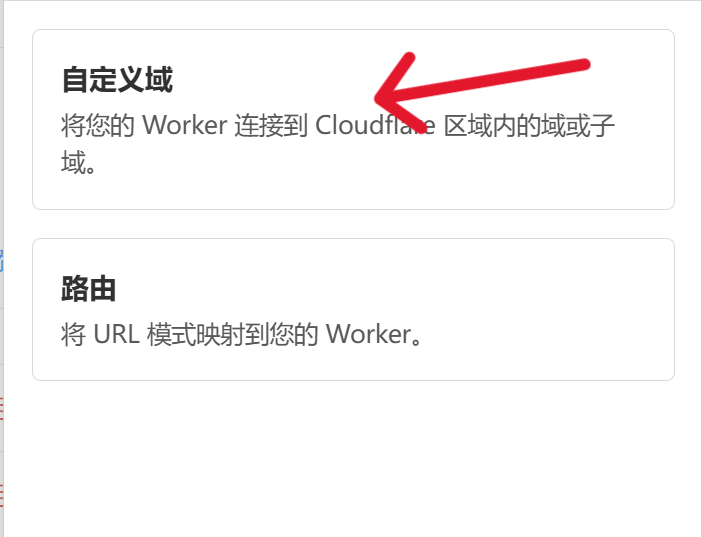 自定义域
将您的 Worker 连接到 Cloudflare 区域内的域或子
域。
路由
将 URL 模式映射到您的 Worker。